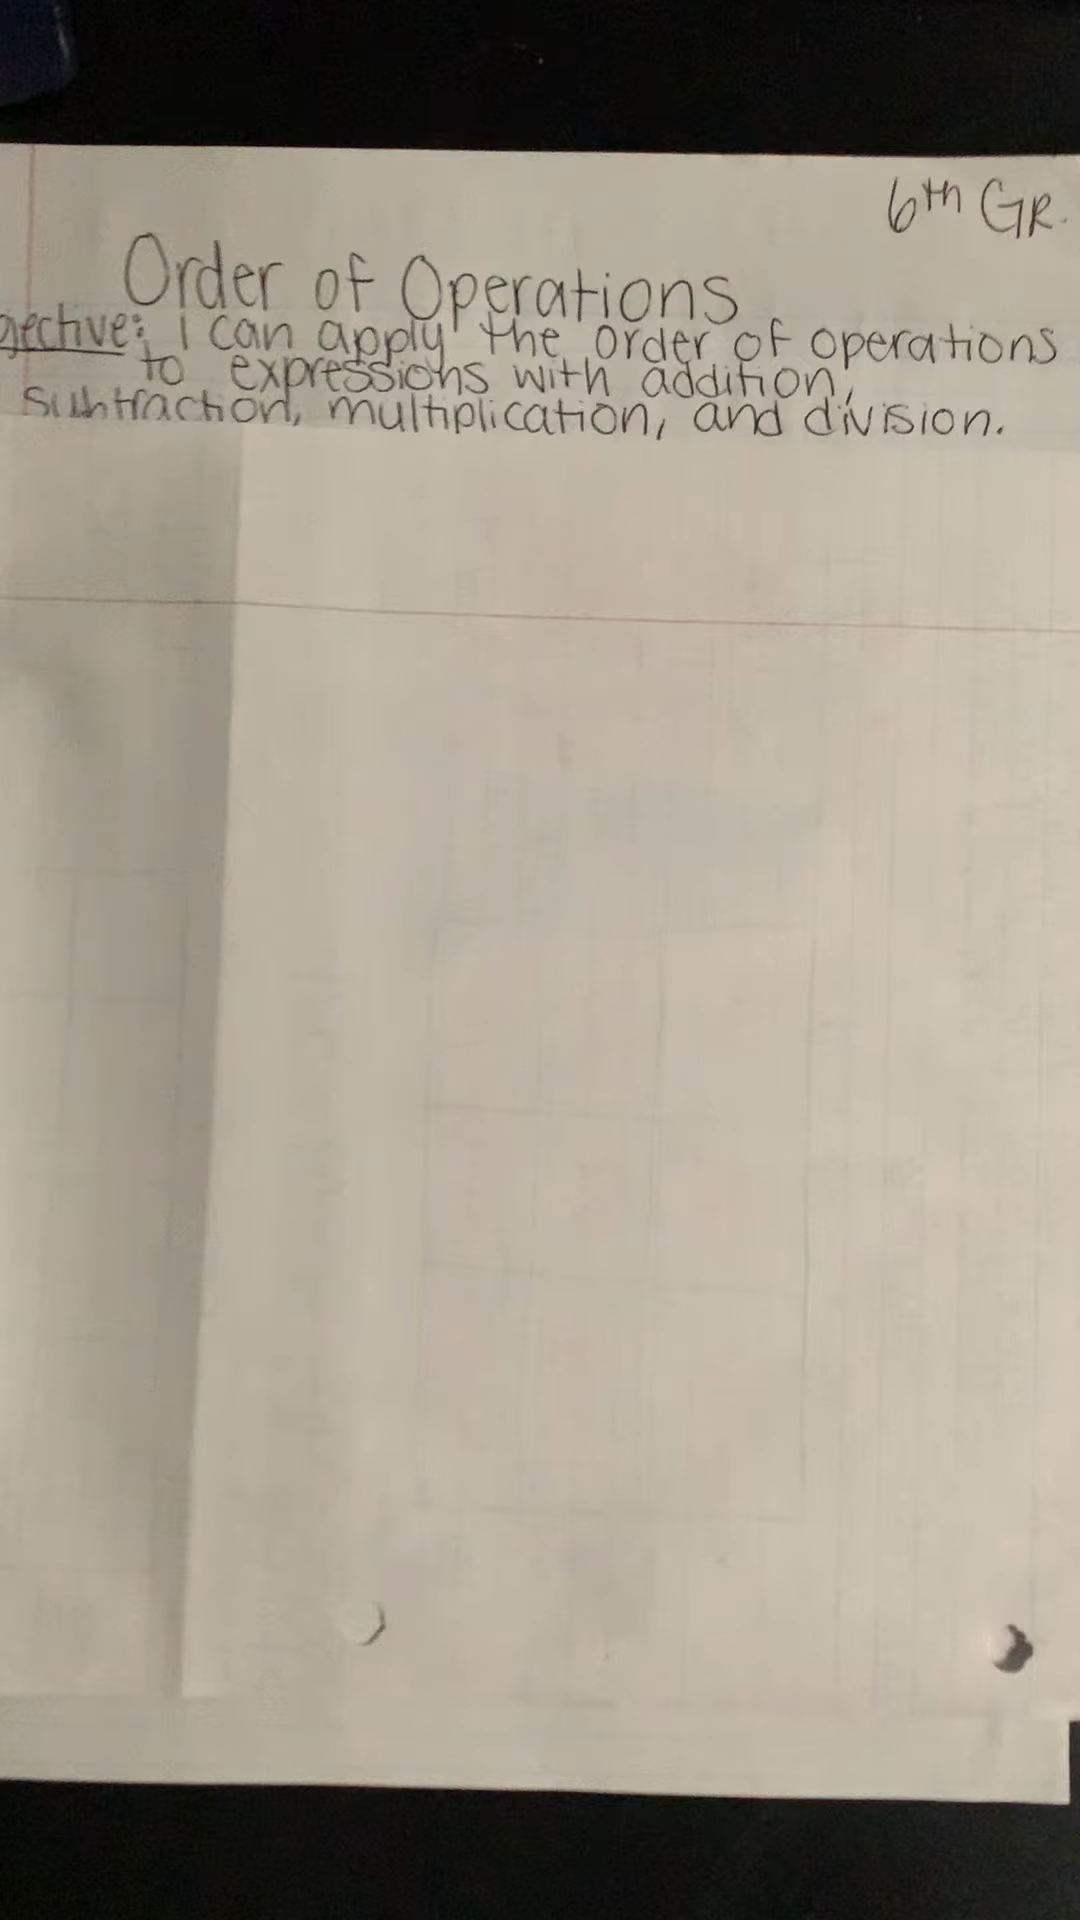 6th GR.
Order of Operations
jective: I can apply the order of operations
to expressions with addition,
subtraction, multiplication, and division.